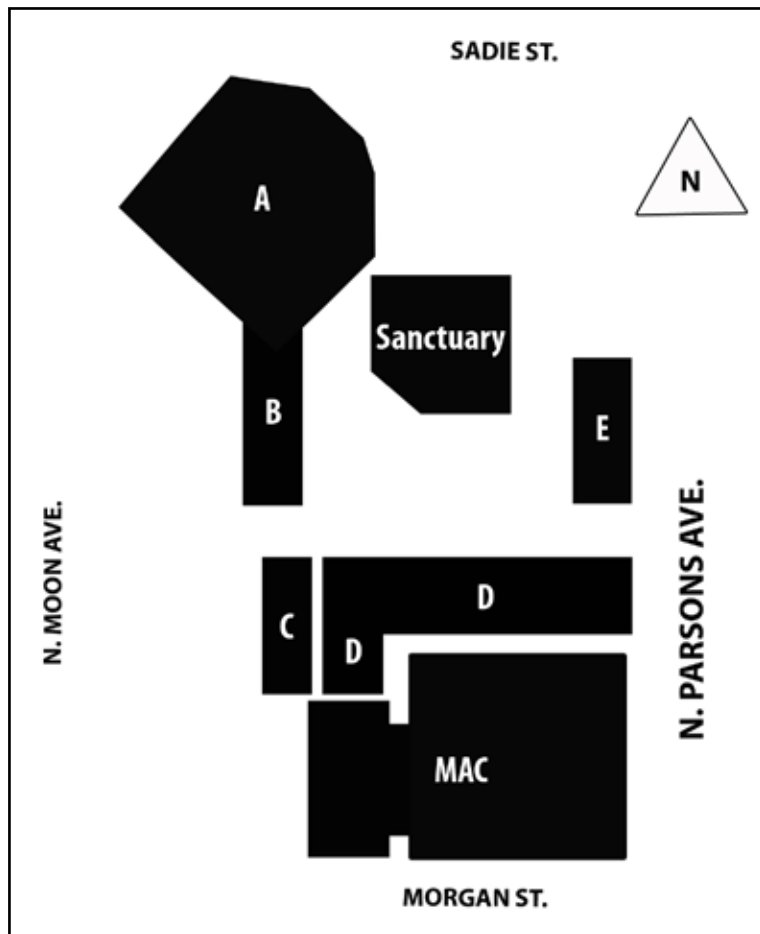 SADIE ST.
N
A
Sanctuary
B
E
N. MOON AVE.
N. PARSONS AVE.
D
C
D
MAC
MORGAN ST.